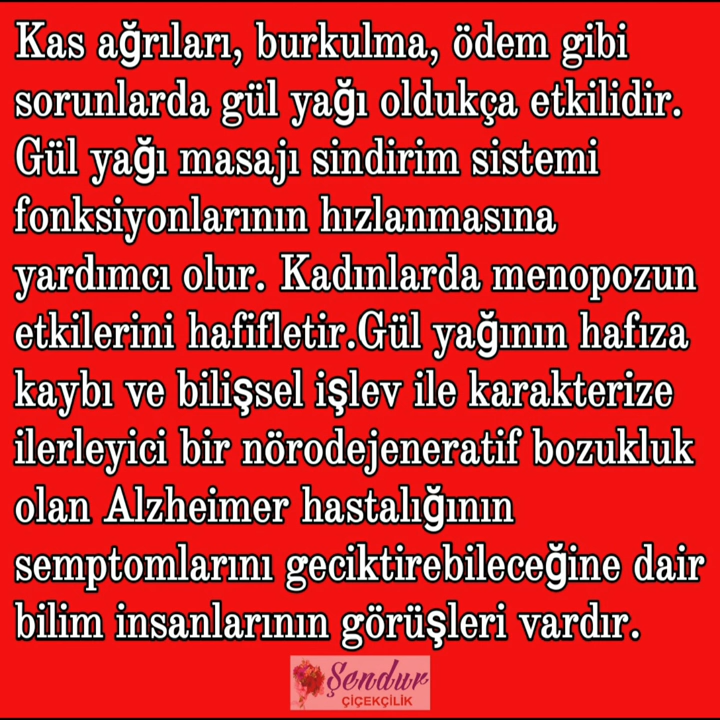 Kas ağrıları, burkulma, ödem gibi
sorunlarda gül yağı oldukça etkilidir.
Gül yağı masajı sindirim sistemi
fonksiyonlarının hızlanmasına
yardımcı olur. Kadınlarda menopozun
etkilerini hafifletir.Gül yağının hafıza
kaybı ve bilişsel işlev ile karakterize
ilerleyici bir nörodejeneratif bozukluk
olan Alzheimer hastalığının
semptomlarını geciktirebileceğine dair
bilim insanlarının görüşleri vardır.
Şendur
ÇİÇEKÇİLİK